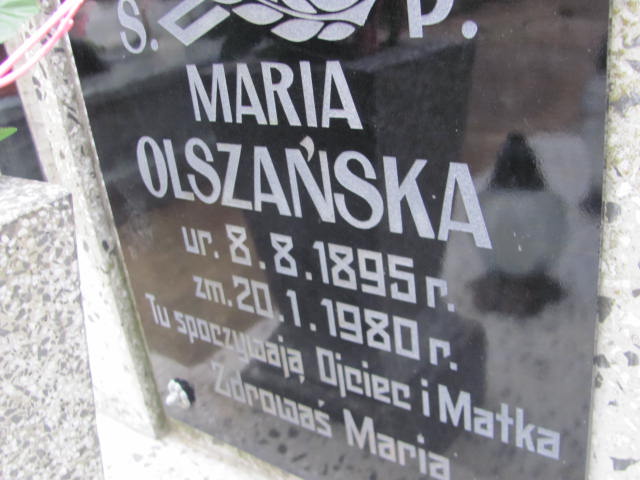 Ś. P.
MARIA
OLSZAŃSKA
ur. 8.8.1895 r.
zm. 20.1.1980 r.
Tu spoczywają Ojciec i Matka
Zdrowaś Maria